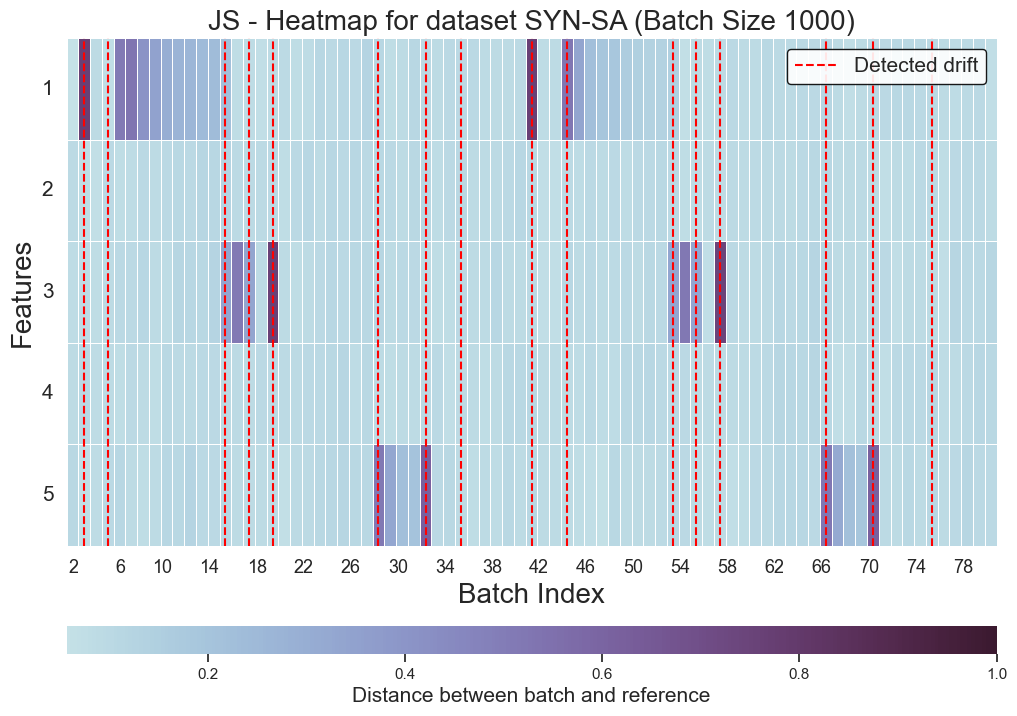 JS - Heatmap for dataset SYN-SA (Batch Size 1000)
Detected drift
1
2
3
4
5
Features
2 6 10 14 18 22 26 30 34 38 42 46 50 54 58 62 66 70 74 78
Batch Index
0.2 0.4 0.6 0.8 1.0
Distance between batch and reference